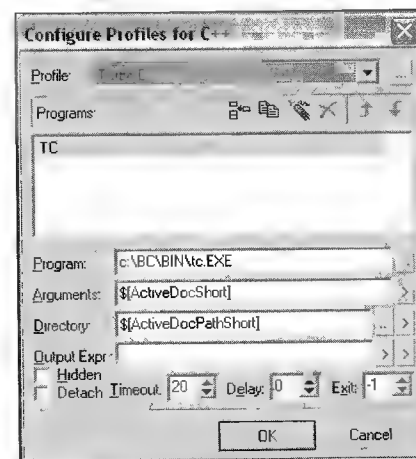 Configure Profiles for C++
Profile:
Programs:
TC
Program: c:\BC\BIN\tc.EXE
Arguments: $[ActiveDocShort]
Directory: $[ActiveDocPathShort]
Output Expr:
Hidden
Detach Timeout: 20 Delay: 0 Exit: -1
OK Cancel